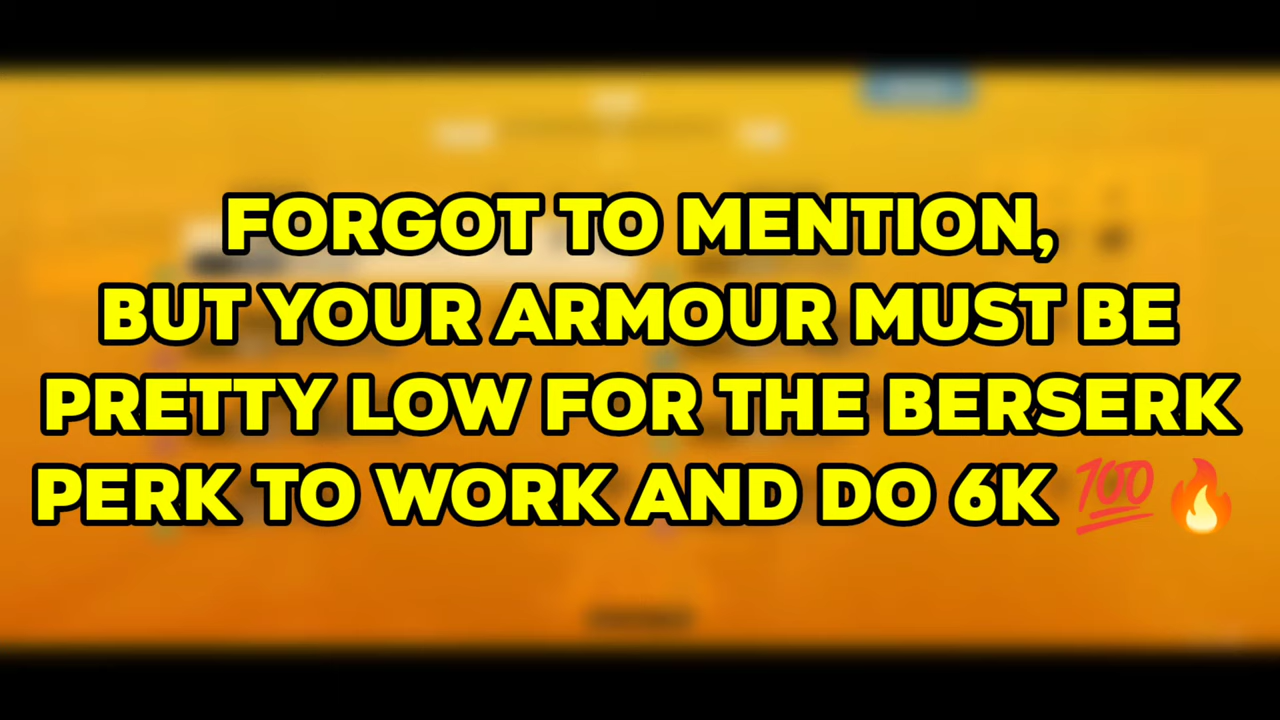 FORGOT TO MENTION,
BUT YOUR ARMOUR MUST BE
PRETTY LOW FOR THE BERSERK
PERK TO WORK AND DO 6K 💯🔥